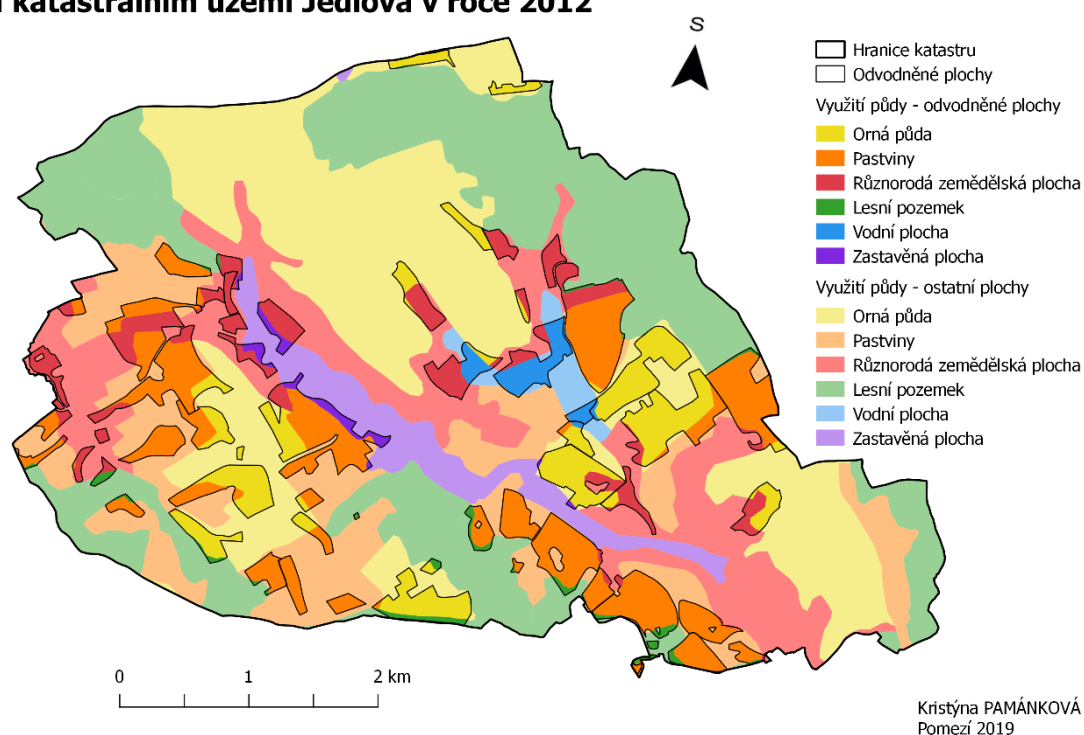 katastrálním území Jedlová v roce 2012
S
Hranice katastru
Odvodněné plochy
Využití půdy - odvodněné plochy
Orná půda
Pastviny
Různorodá zemědělská plocha
Lesní pozemek
Vodní plocha
Zastavěná plocha
Využití půdy - ostatní plochy
Orná půda
Pastviny
Různorodá zemědělská plocha
Lesní pozemek
Vodní plocha
Zastavěná plocha
0 1 2 km
Kristýna PAMÁNKOVÁ
Pomezí 2019